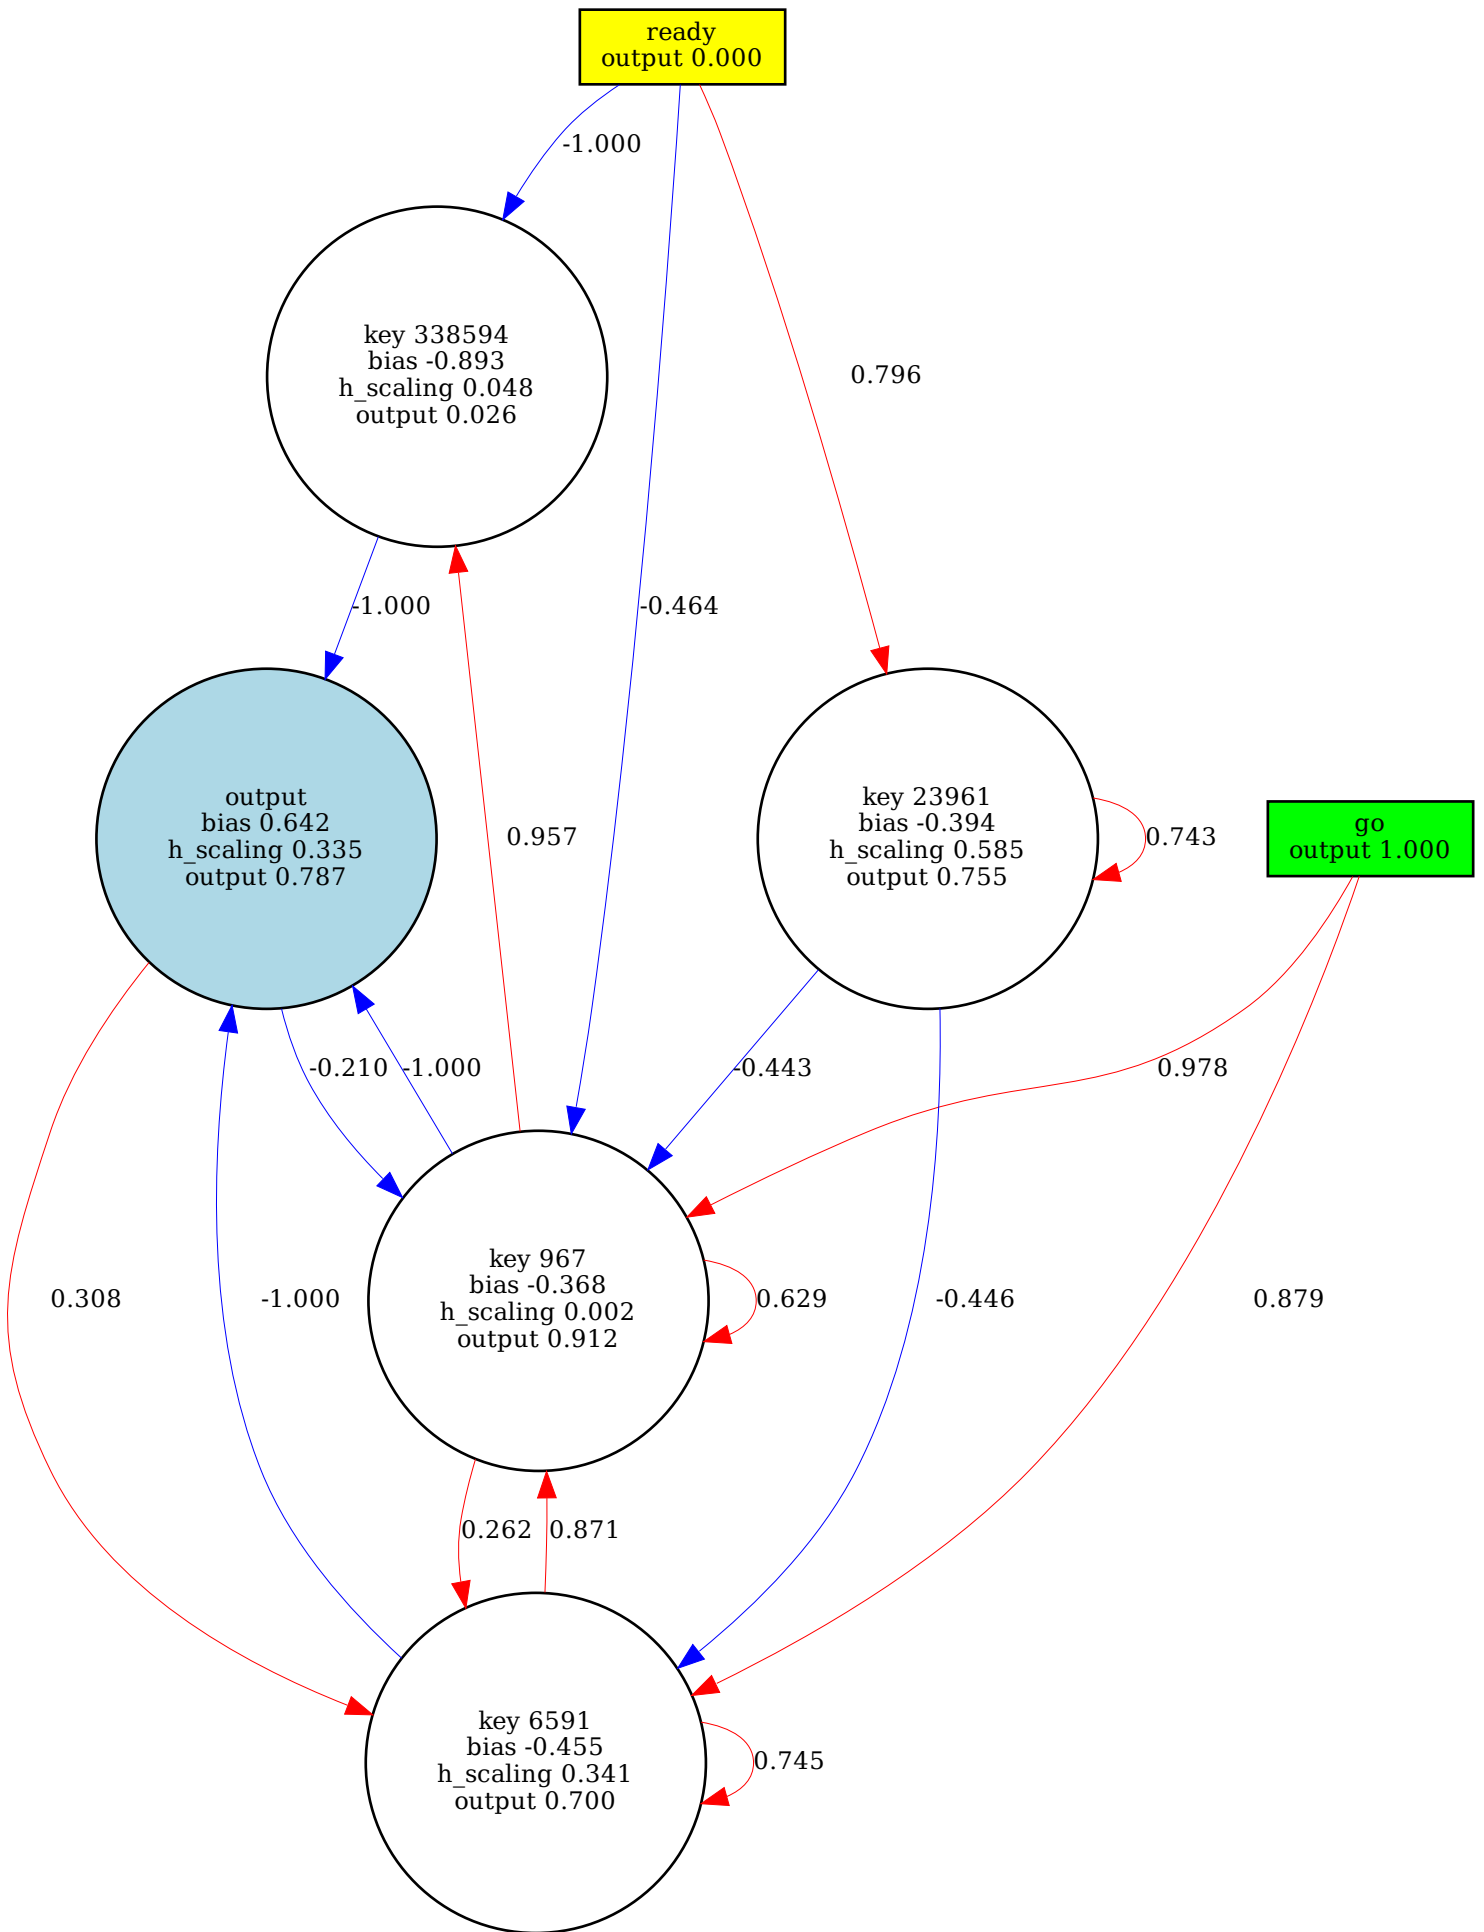 ready
output 0.000
-1.000
key 338594
bias -0.893
h_scaling 0.048
output 0.026
0.796
-1.000
-0.464
output
bias 0.642
h_scaling 0.335
output 0.787
0.957
key 23961
bias -0.394
h_scaling 0.585
output 0.755
0.743
go
output 1.000
-0.210
-1.000
-0.443
0.978
0.308
-1.000
key 967
bias -0.368
h_scaling 0.002
output 0.912
0.629
-0.446
0.879
0.262
0.871
key 6591
bias -0.455
h_scaling 0.341
output 0.700
0.745